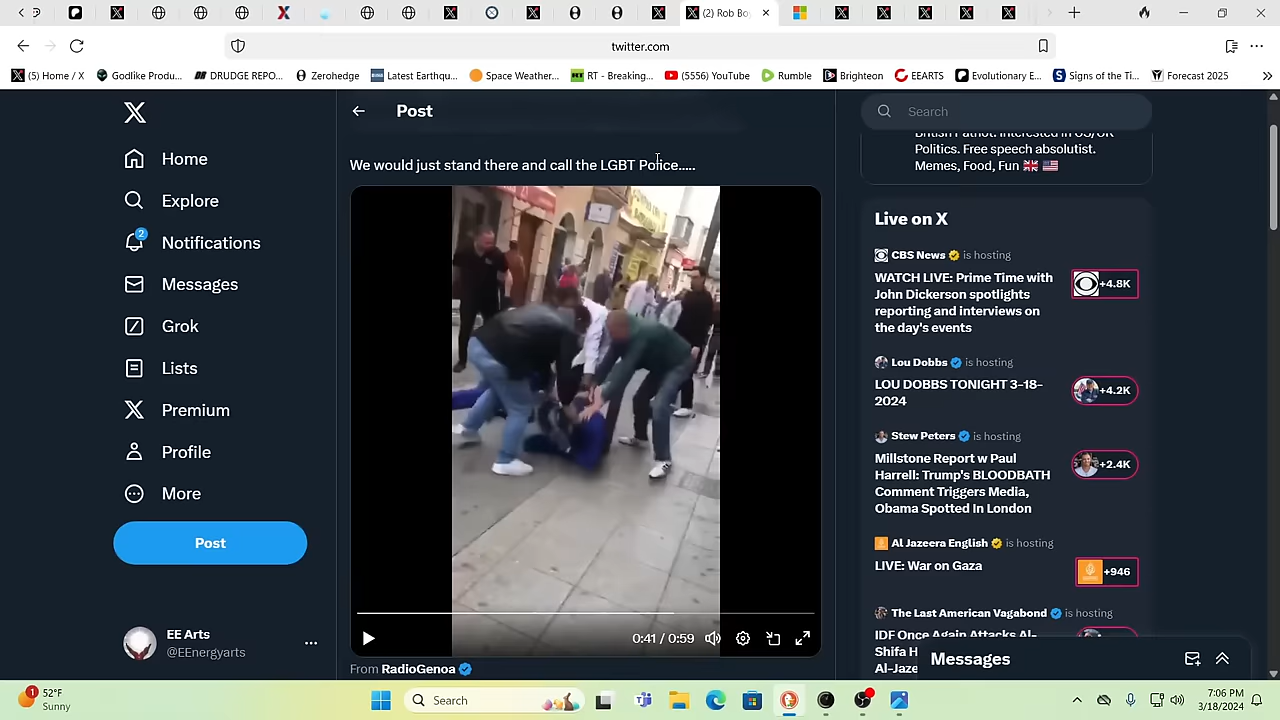 (2) Rob Bo
twitter.com
(5) Home / X
Godlike Produ...
DRUDGE REPO...
Zerohedge
Latest Earthqu...
Space Weather...
RT - Breaking...
(5556) YouTube
Rumble
Brighteon
EEARTS
Evolutionary E...
Signs of the Ti...
Forecast 2025
Home
Explore
2
Notifications
Messages
Grok
Lists
Premium
Profile
More
Post
EE Arts
@EEnergyarts
Post
We would just stand there and call the LGBT Police.....
0:41 / 0:59
From RadioGenoa
Search
British Patriot. Interested in US/UK
Politics. Free speech absolutist.
Memes, Food, Fun
Live on X
CBS News is hosting
WATCH LIVE: Prime Time with
John Dickerson spotlights
reporting and interviews on
the day's events
+4.8K
Lou Dobbs is hosting
LOU DOBBS TONIGHT 3-18-
2024
+4.2K
Stew Peters is hosting
Millstone Report w Paul
Harrell: Trump's BLOODBATH
Comment Triggers Media,
Obama Spotted In London
+2.4K
Al Jazeera English is hosting
LIVE: War on Gaza
+946
The Last American Vagabond is hosting
IDF Once Again Attacks Al-
Shifa H
Al-Jaze
Messages
1
52°F
Sunny
Search
7:06 PM
3/18/2024